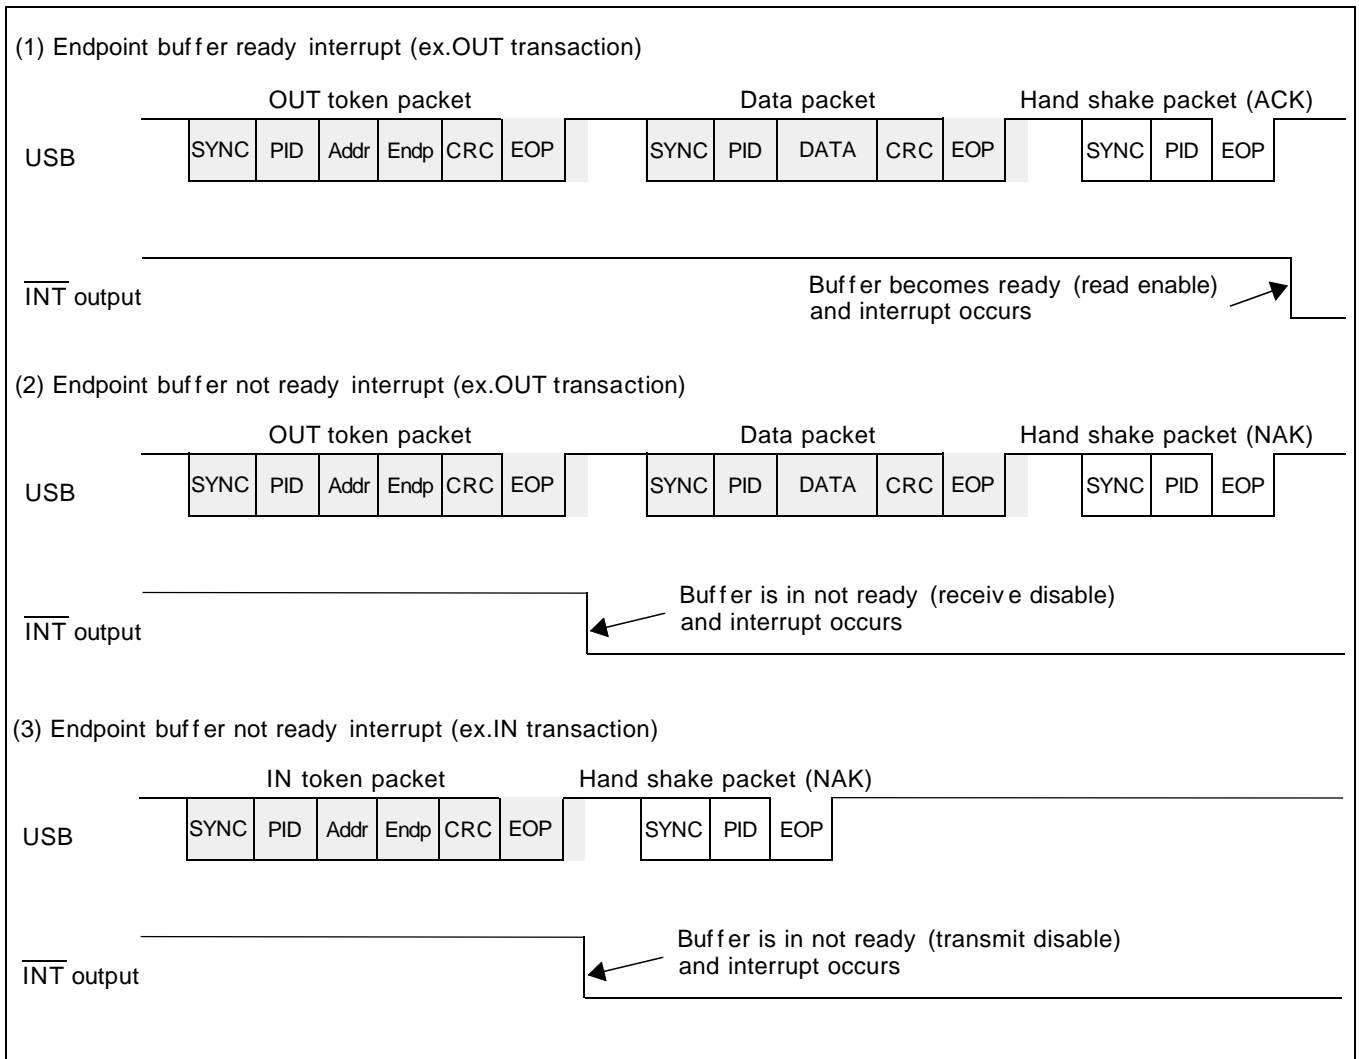 (1) Endpoint buffer ready interrupt (ex.OUT transaction)
OUT token packet Data packet Hand shake packet (ACK)
USB SYNC PID Addr Endp CRC EOP SYNC PID DATA CRC EOP SYNC PID EOP
INT output
Buffer becomes ready (read enable)
and interrupt occurs
(2) Endpoint buffer not ready interrupt (ex.OUT transaction)
OUT token packet Data packet Hand shake packet (NAK)
USB SYNC PID Addr Endp CRC EOP SYNC PID DATA CRC EOP SYNC PID EOP
INT output
Buffer is in not ready (receive disable)
and interrupt occurs
(3) Endpoint buffer not ready interrupt (ex.IN transaction)
IN token packet Hand shake packet (NAK)
USB SYNC PID Addr Endp CRC EOP SYNC PID EOP
INT output
Buffer is in not ready (transmit disable)
and interrupt occurs